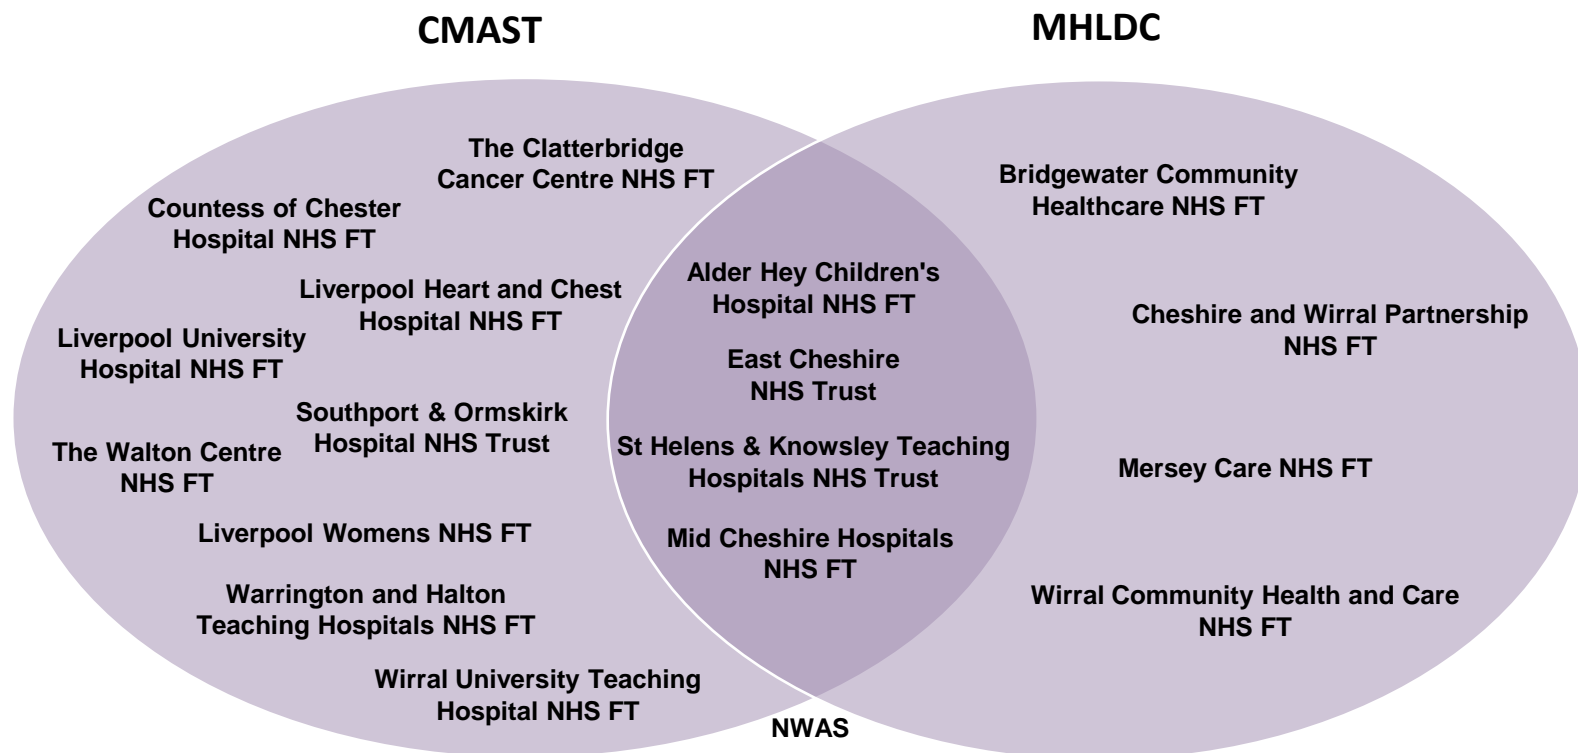 CMAST
MHLDC
The Clatterbridge
Cancer Centre NHS FT
Countess of Chester
Hospital NHS FT
Liverpool Heart and Chest
Hospital NHS FT
Liverpool University
Hospital NHS FT
Southport & Ormskirk
Hospital NHS Trust
The Walton Centre
NHS FT
Liverpool Womens NHS FT
Warrington and Halton
Teaching Hospitals NHS FT
Wirral University Teaching
Hospital NHS FT
Alder Hey Children's
Hospital NHS FT
East Cheshire
NHS Trust
St Helens & Knowsley Teaching
Hospitals NHS Trust
Mid Cheshire Hospitals
NHS FT
Bridgewater Community
Healthcare NHS FT
Cheshire and Wirral Partnership
NHS FT
Mersey Care NHS FT
Wirral Community Health and Care
NHS FT
NWAS